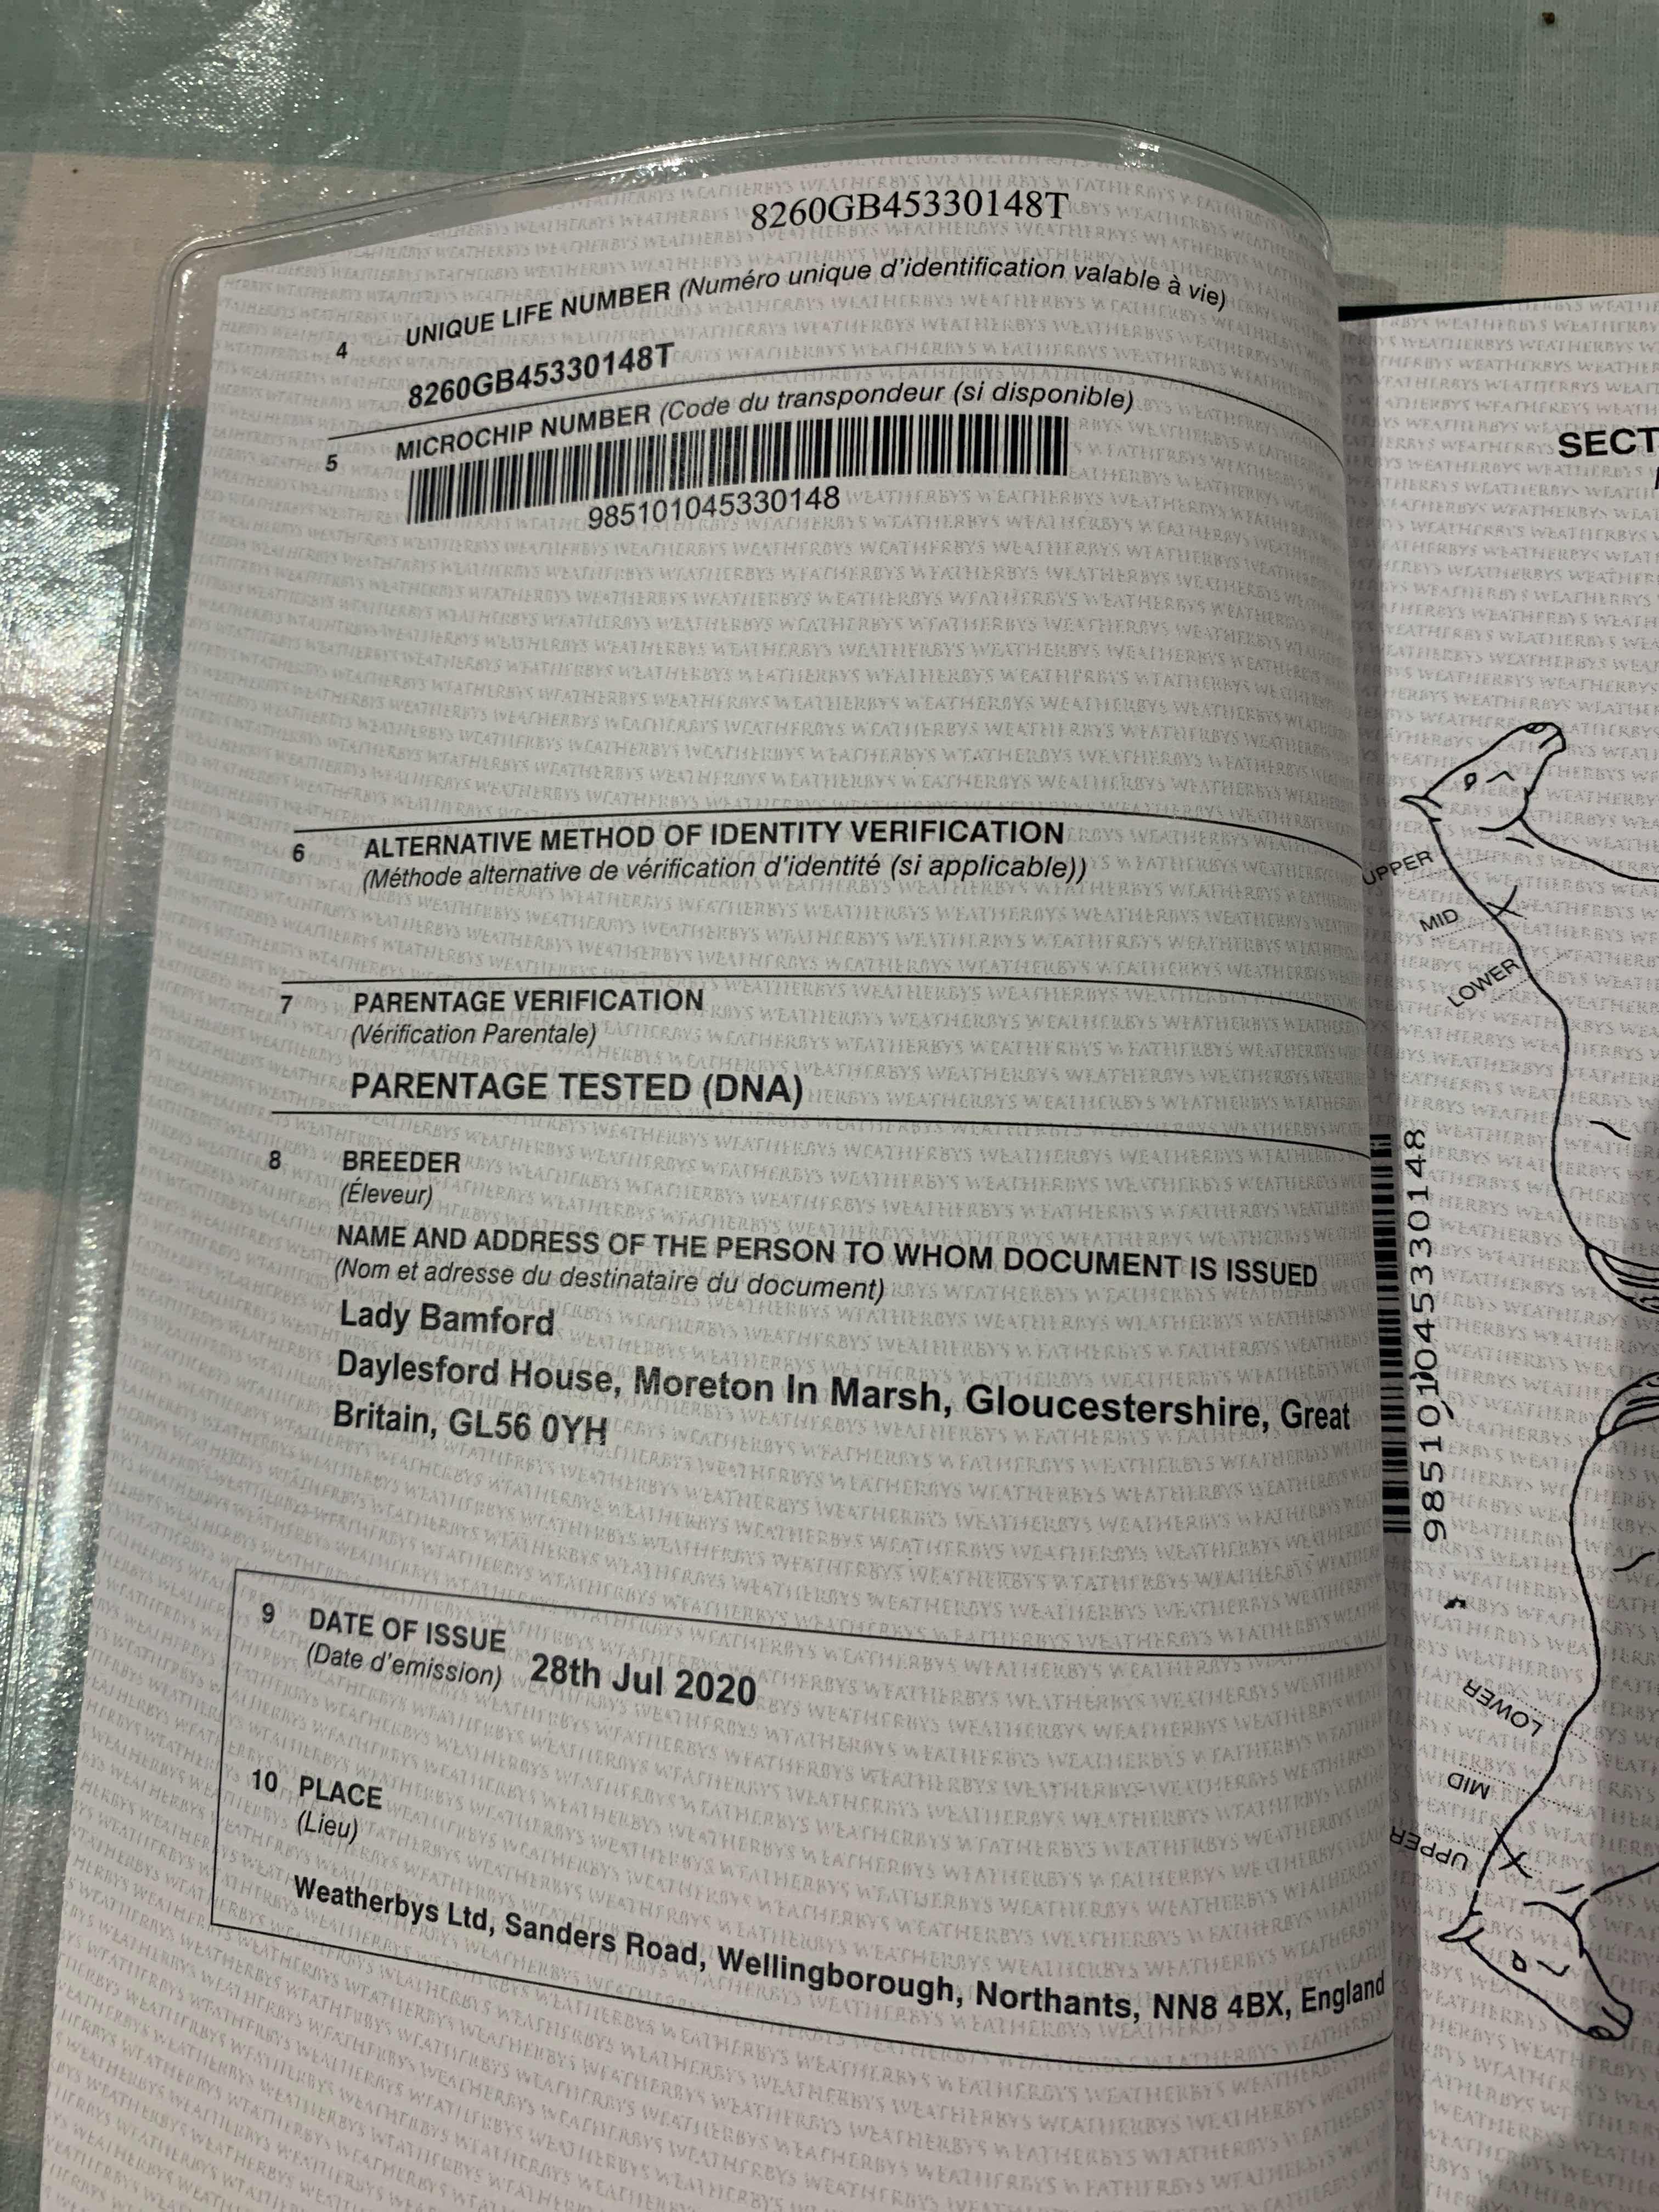 8260GB45330148T
4 UNIQUE LIFE NUMBER (Numéro unique d'identification valable à vie)
8260GB45330148T
5 MICROCHIP NUMBER (Code du transpondeur (si disponible)
985101045330148
6 ALTERNATIVE METHOD OF IDENTITY VERIFICATION
(Méthode alternative de vérification d'identité (si applicable))
7 PARENTAGE VERIFICATION
(Vérification Parentale)
PARENTAGE TESTED (DNA)
8 BREEDER
(Éleveur)
NAME AND ADDRESS OF THE PERSON TO WHOM DOCUMENT IS ISSUED
(Nom et adresse du destinataire du document)
Lady Bamford
Daylesford House, Moreton In Marsh, Gloucestershire, Great
Britain, GL56 0YH
9 DATE OF ISSUE
(Date d'emission) 28th Jul 2020
10 PLACE
(Lieu)
Weatherbys Ltd, Sanders Road, Wellingborough, Northants, NN8 4BX, England
UPPER
MID
LOWER
985101045330148
LOWER
MID
UPPER